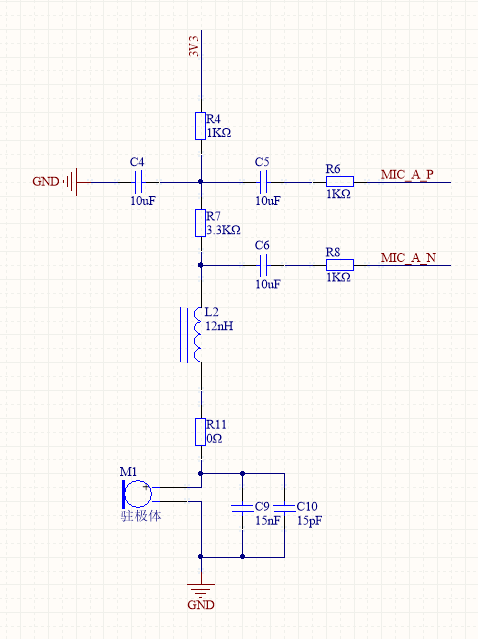 3V3
R4
1KΩ
C4
10uF
GND
C5
10uF
R6
1KΩ
MIC_A_P
R7
3.3KΩ
C6
10uF
R8
1KΩ
MIC_A_N
L2
12nH
R11
0Ω
M1
+
驻极体
C9
15nF
C10
15pF
GND